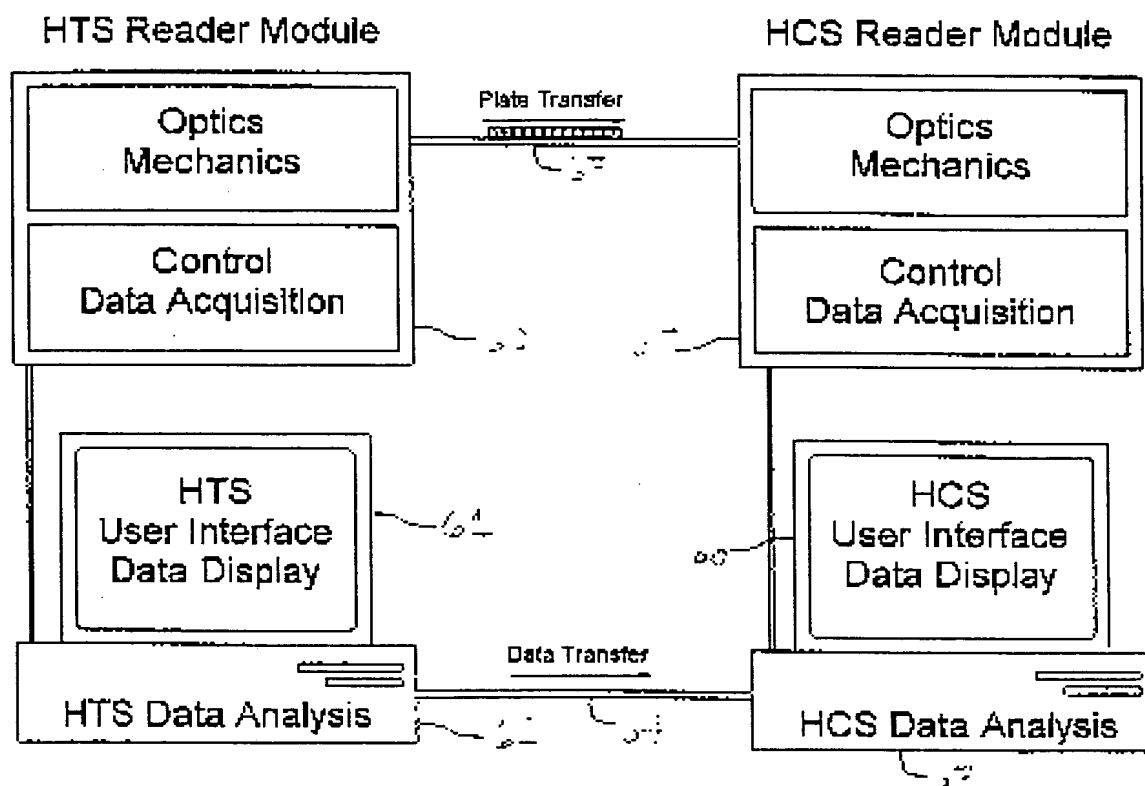 HTS Reader Module
HCS Reader Module
Optics
Mechanics
Plate Transfer
Optics
Mechanics
Control
Data Acquisition
Control
Data Acquisition
HTS
User Interface
Data Display
HCS
User Interface
Data Display
Data Transfer
HTS Data Analysis
HCS Data Analysis